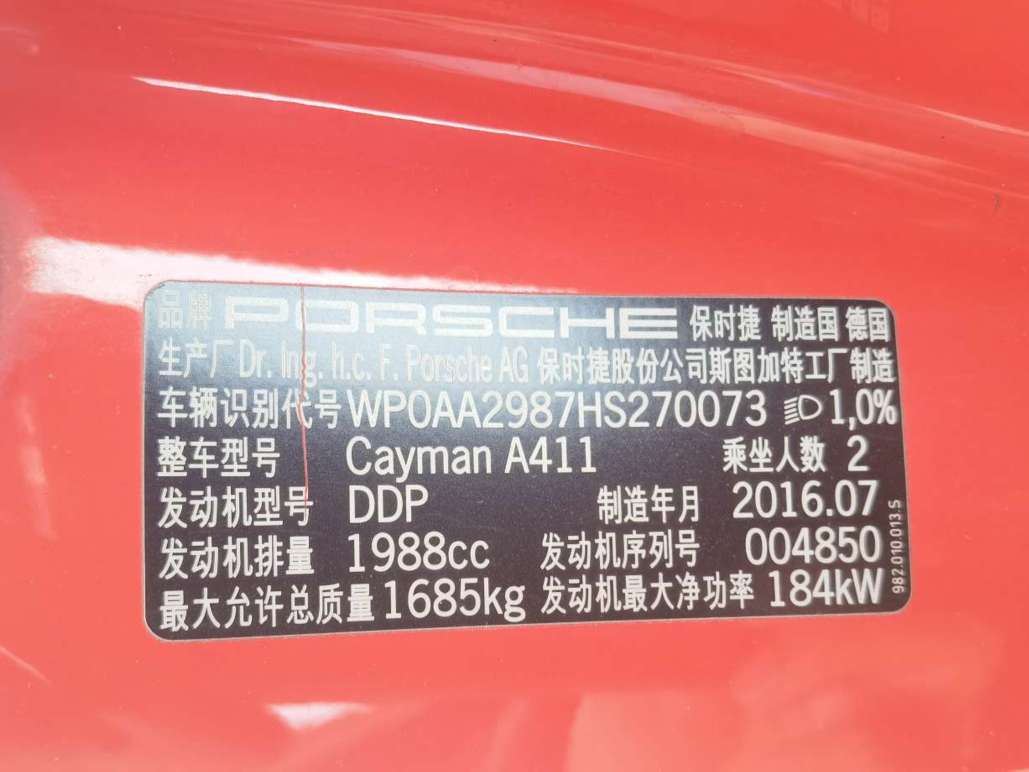 品牌 PORSCHE 保时捷 制造国 德国
生产厂 Dr. ing. h.c. F. Porsche AG 保时捷股份公司斯图加特工厂制造
车辆识别代号 WP0AA2987HS270073 1,0%
整车型号 Cayman A411 乘坐人数 2
发动机型号 DDP 制造年月 2016.07
发动机排量 1988cc 发动机序列号 004850
最大允许总质量 1685kg 发动机最大净功率 184kW
982.010.013.S